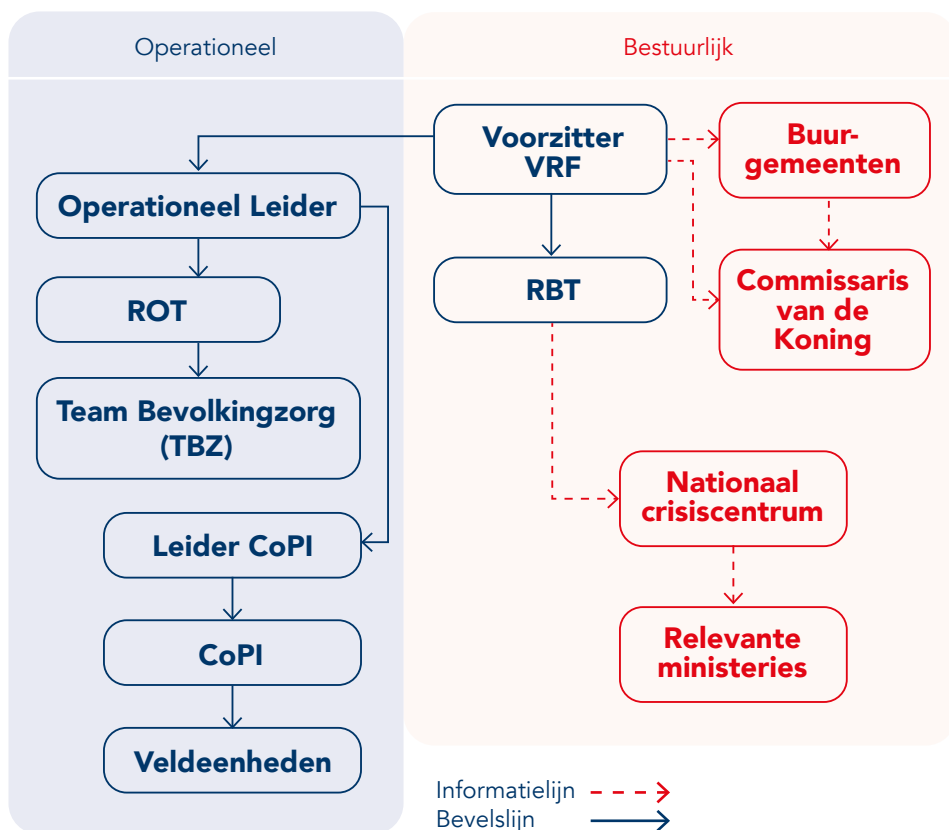 Operationeel
Bestuurlijk
Voorzitter
VRF
Buur-
gemeenten
Operationeel Leider
ROT
RBT
Commissaris
van de
Koning
Team Bevolkingzorg
(TBZ)
Nationaal
crisiscentrum
Leider CoPI
CoPI
Relevante
ministeries
Veldeenheden
Informatielijn
Bevelslijn